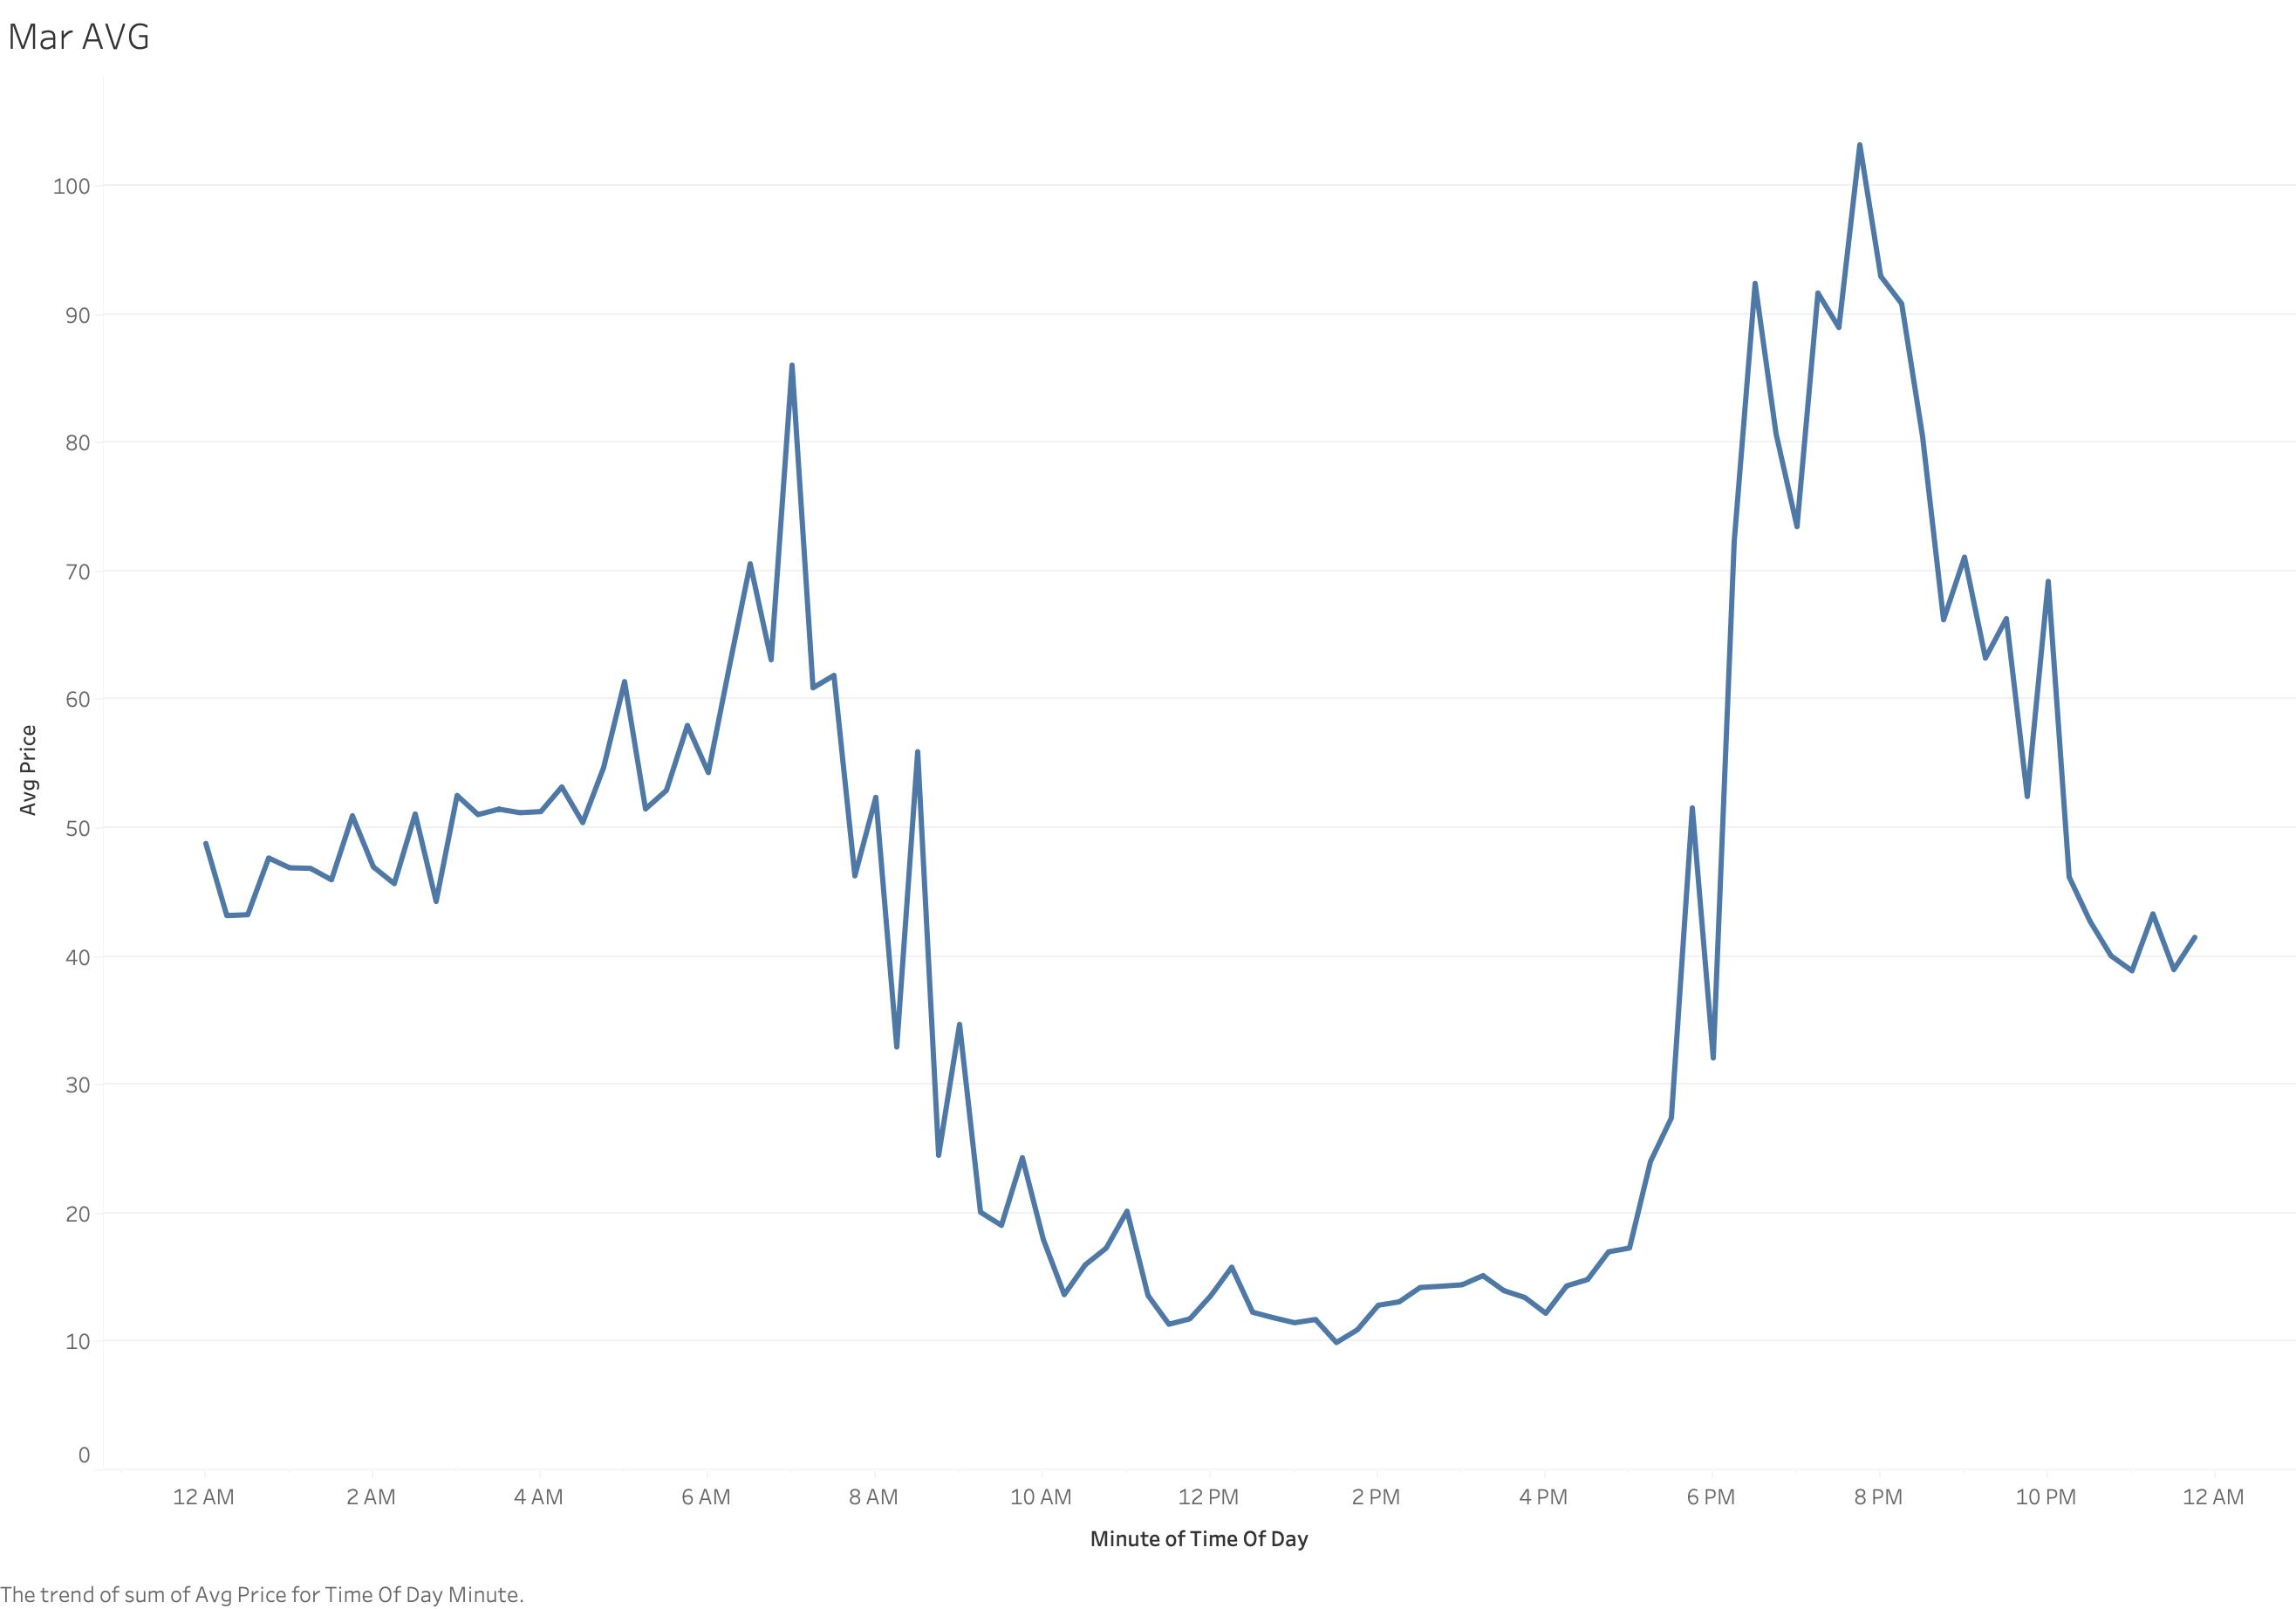 Mar AVG
100
90
80
70
60
50
40
30
20
10
0
Avg Price
12 AM 2 AM 4 AM 6 AM 8 AM 10 AM 12 PM 2 PM 4 PM 6 PM 8 PM 10 PM 12 AM
Minute of Time Of Day
The trend of sum of Avg Price for Time Of Day Minute.